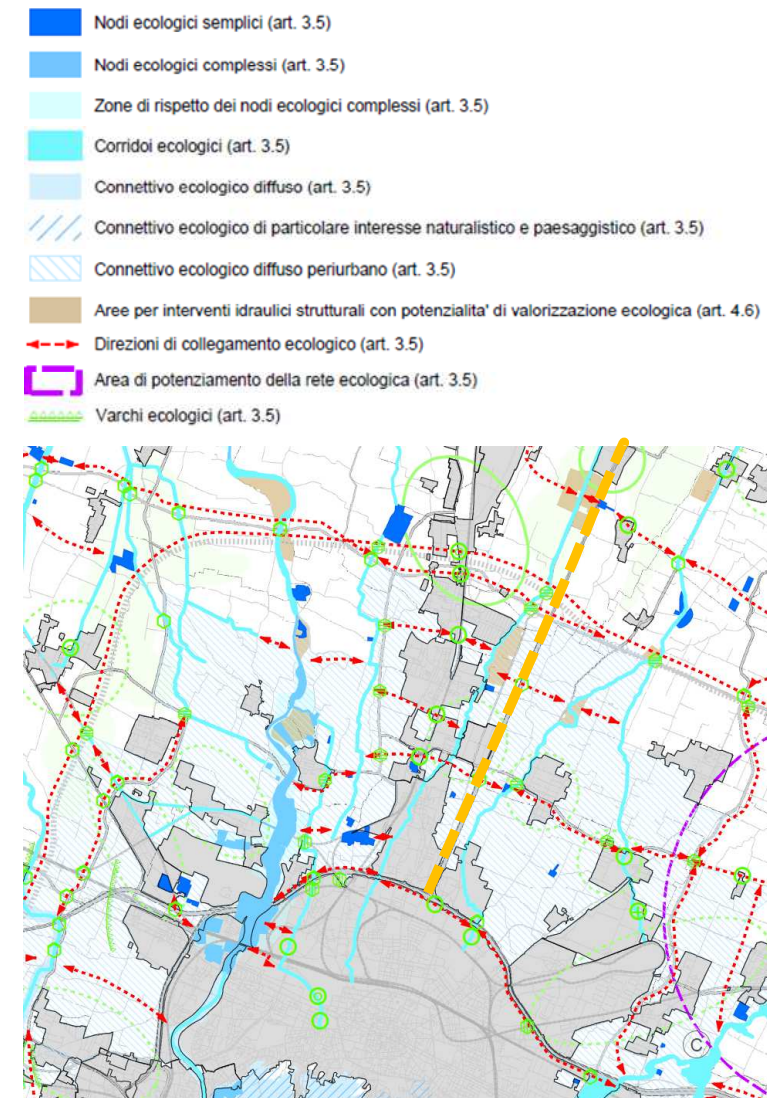 Nodi ecologici semplici (art. 3.5)
Nodi ecologici complessi (art. 3.5)
Zone di rispetto dei nodi ecologici complessi (art. 3.5)
Corridoi ecologici (art. 3.5)
Connettivo ecologico diffuso (art. 3.5)
Connettivo ecologico di particolare interesse naturalistico e paesaggistico (art. 3.5)
Connettivo ecologico diffuso periurbano (art. 3.5)
Aree per interventi idraulici strutturali con potenzialita' di valorizzazione ecologica (art. 4.6)
Direzioni di collegamento ecologico (art. 3.5)
Area di potenziamento della rete ecologica (art. 3.5)
Varchi ecologici (art. 3.5)
C